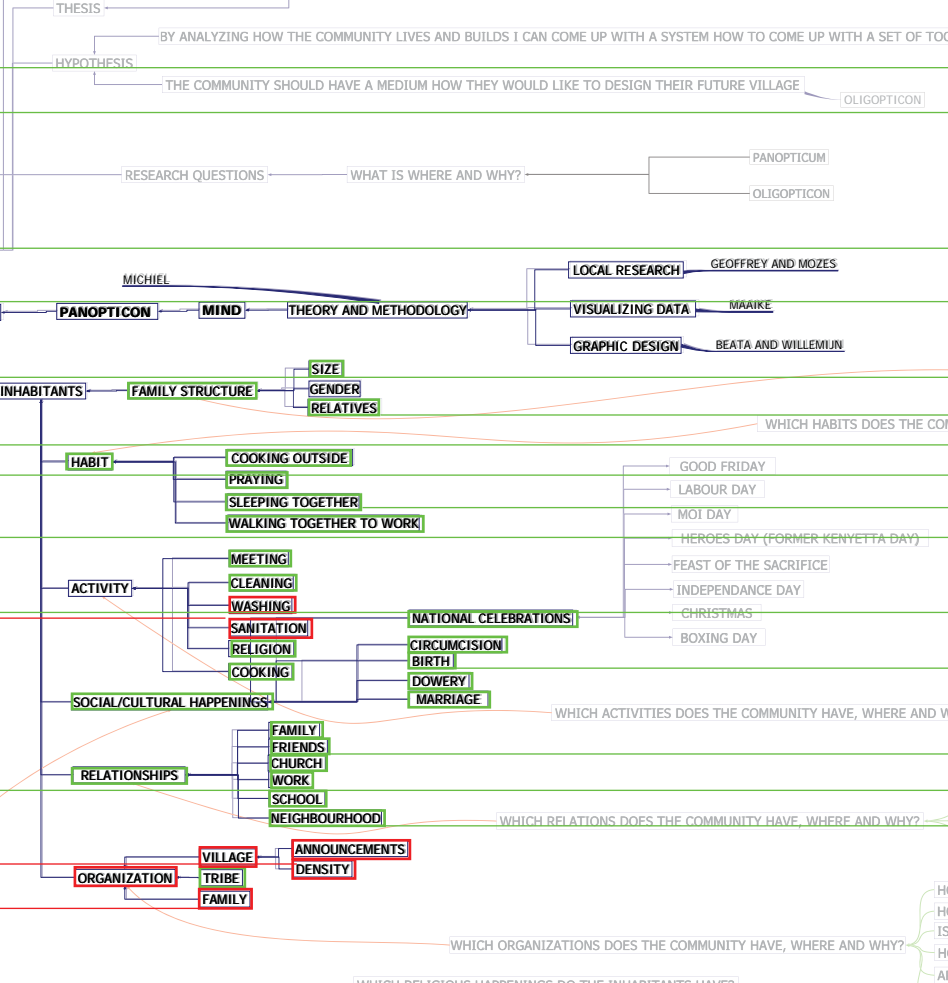 THESIS
BY ANALYZING HOW THE COMMUNITY LIVES AND BUILDS I CAN COME UP WITH A SYSTEM HOW TO COME UP WITH A SET OF
HYPOTHESIS
THE COMMUNITY SHOULD HAVE A MEDIUM HOW THEY WOULD LIKE TO DESIGN THEIR FUTURE VILLAGE
OLIGOPTICON
PANOPTICUM
RESEARCH QUESTIONS
WHAT IS WHERE AND WHY?
OLIGOPTICON
LOCAL RESEARCH
GEOFFREY AND MOZES
MICHIEL
PANOPTICON
MIND
THEORY AND METHODOLOGY
VISUALIZING DATA
MAAIKE
GRAPHIC DESIGN
BEATA AND WILLEMIJN
SIZE
INHABITANTS
FAMILY STRUCTURE
GENDER
RELATIVES
WHICH HABITS DOES THE
HABIT
COOKING OUTSIDE
PRAYING
SLEEPING TOGETHER
WALKING TOGETHER TO WORK
GOOD FRIDAY
LABOUR DAY
MOI DAY
HEROES DAY (FORMER KENYETTA DAY)
FEAST OF THE SACRIFICE
INDEPENDANCE DAY
CHRISTMAS
BOXING DAY
ACTIVITY
MEETING
CLEANING
WASHING
SANITATION
RELIGION
COOKING
NATIONAL CELEBRATIONS
CIRCUMCISION
BIRTH
DOWERY
MARRIAGE
SOCIAL/CULTURAL HAPPENINGS
WHICH ACTIVITIES DOES THE COMMUNITY HAVE, WHERE AND
FAMILY
FRIENDS
CHURCH
RELATIONSHIPS
WORK
SCHOOL
NEIGHBOURHOOD
WHICH RELATIONS DOES THE COMMUNITY HAVE, WHERE AND WHY?
ANNOUNCEMENTS
VILLAGE
DENSITY
ORGANIZATION
TRIBE
FAMILY
WHICH ORGANIZATIONS DOES THE COMMUNITY HAVE, WHERE AND WHY?
IS
WHICH RELIGIOUS HAPPENINGS DO THE INHABITANTS HAVE?